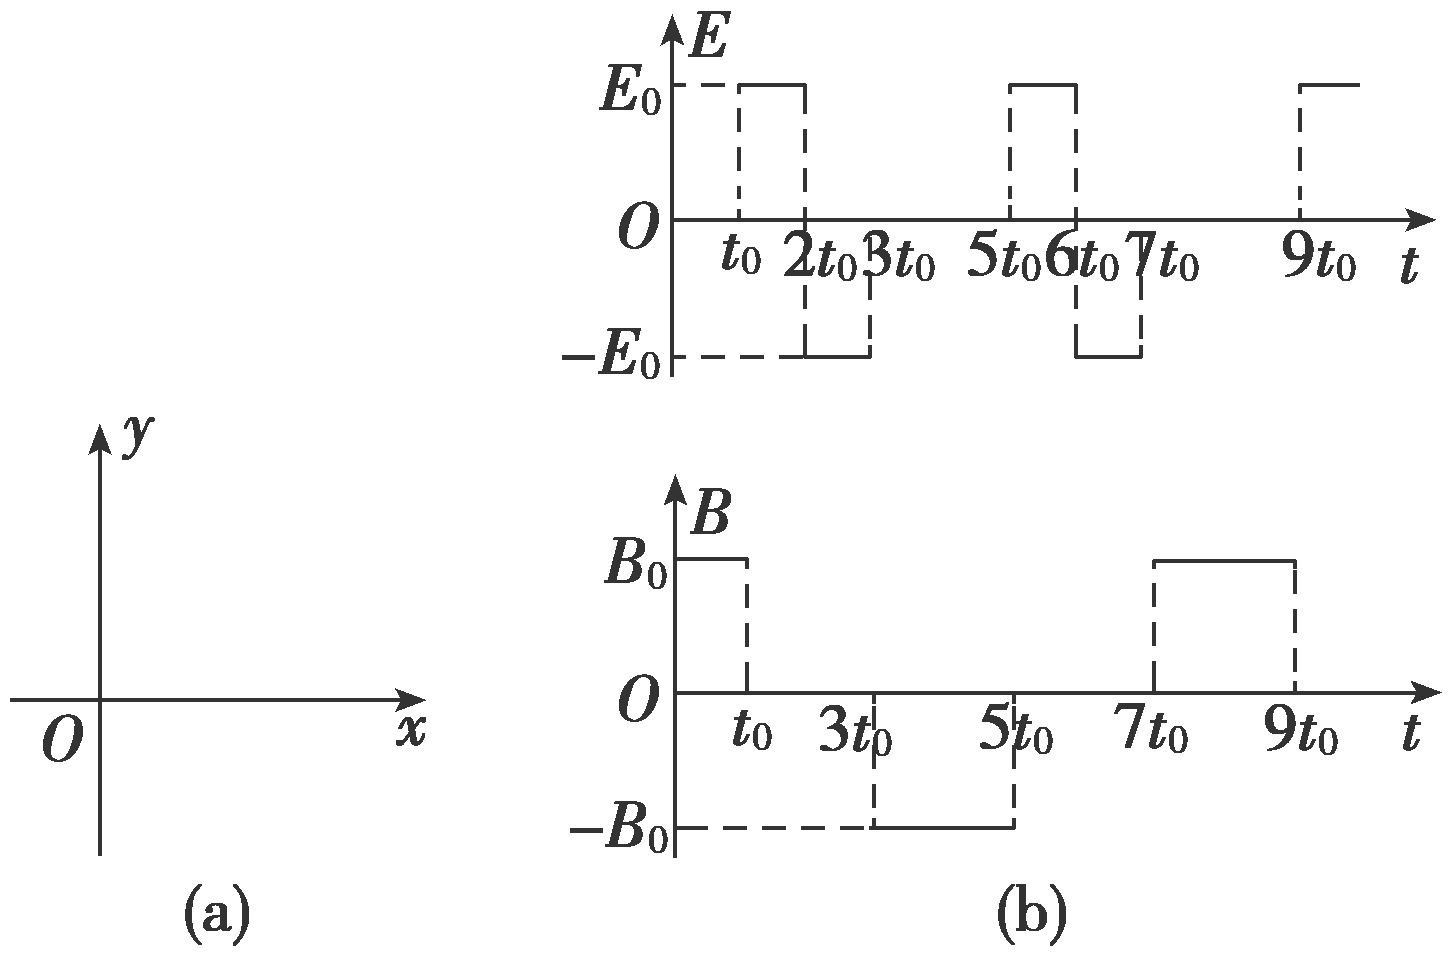 E
E₀
O t₀ 2t₀ 3t₀ 5t₀ 6t₀ 7t₀ 9t₀ t
−E₀
y
O x
B
B₀
O t₀ 3t₀ 5t₀ 7t₀ 9t₀ t
−B₀
(a) (b)